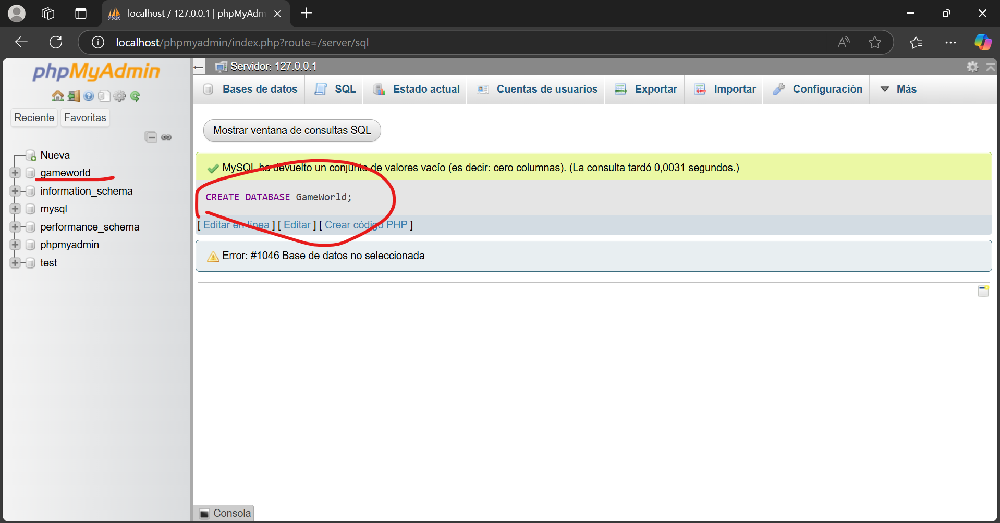 localhost / 127.0.0.1 | phpMyAdm
localhost/phpmyadmin/index.php?route=/server/sql
phpMyAdmin
Reciente Favoritas
Nueva
gameworld
information_schema
mysql
performance_schema
phpmyadmin
test
Servidor: 127.0.0.1
Bases de datos SQL Estado actual Cuentas de usuarios Exportar Importar Configuración Más
Mostrar ventana de consultas SQL
MySQL ha devuelto un conjunto de valores vacío (es decir: cero columnas). (La consulta tardó 0,0031 segundos.)
CREATE DATABASE GameWorld;
[ Editar en línea ] [ Editar ] [ Crear código PHP ]
Error: #1046 Base de datos no seleccionada
Consola